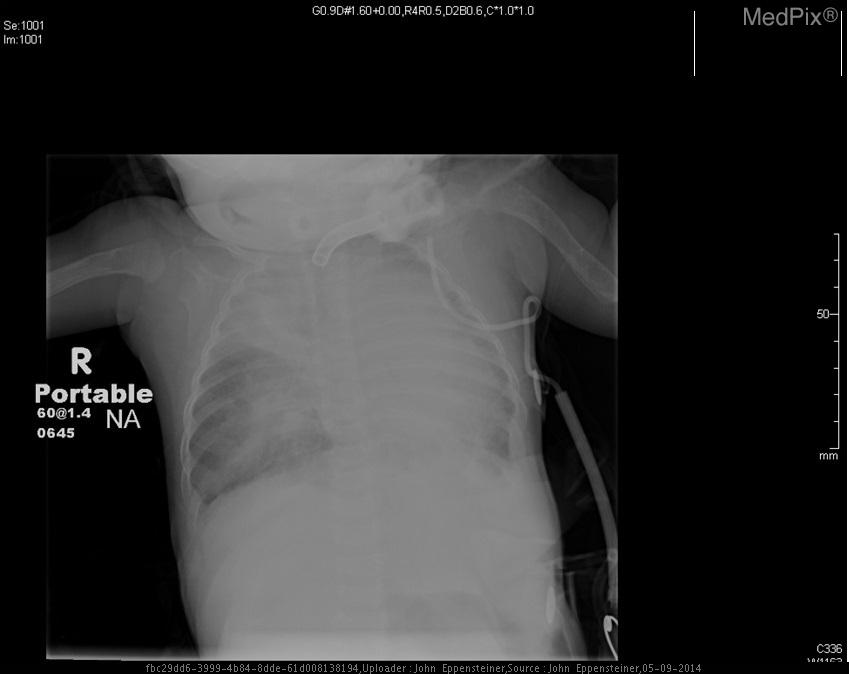 G0.9D#1.60+0.00,R4R0.5,D2B0.6,C*1.0*1.0
MedPix®
Se:1001
Im:1001
R
Portable
60@1.4 NA
0645
50
mm
C336
fbc29dd6-3999-4b84-8dde-61d008138194,Uploader:John Eppensteiner,Source:John Eppensteiner,05-09-2014